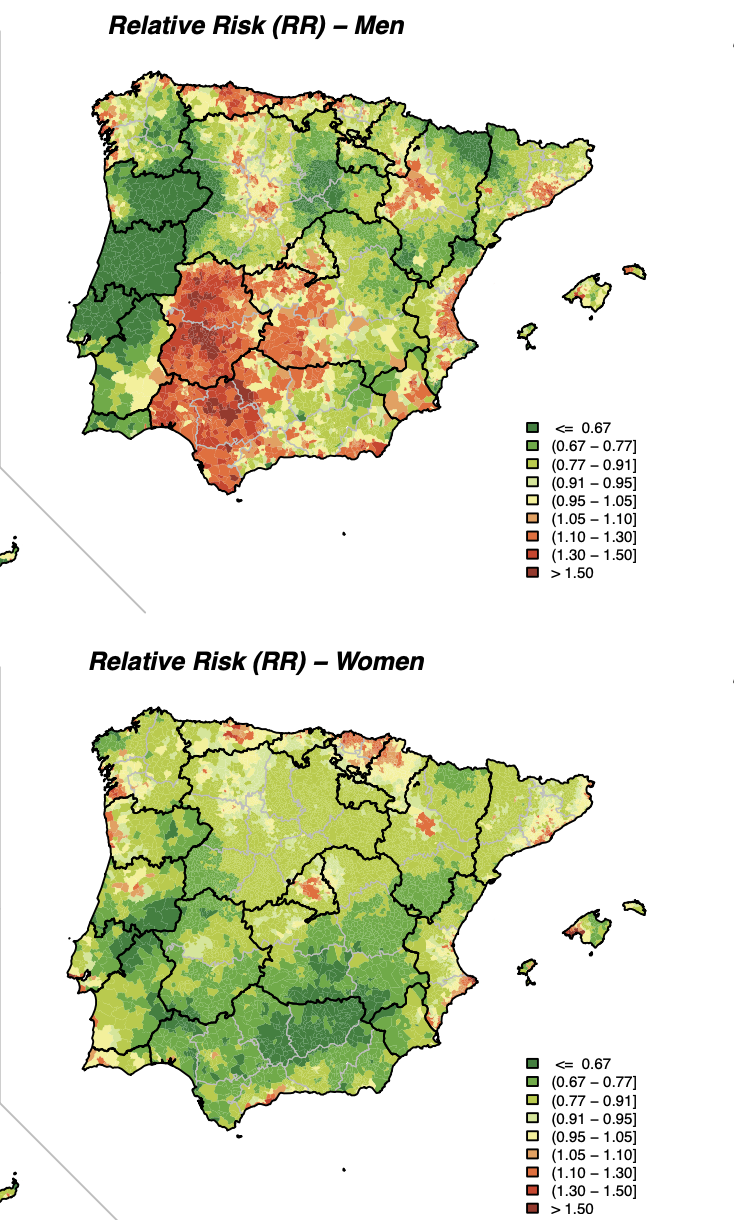 Relative Risk (RR) – Men
<= 0.67
(0.67 – 0.77]
(0.77 – 0.91]
(0.91 – 0.95]
(0.95 – 1.05]
(1.05 – 1.10]
(1.10 – 1.30]
(1.30 – 1.50]
> 1.50
Relative Risk (RR) – Women
<= 0.67
(0.67 – 0.77]
(0.77 – 0.91]
(0.91 – 0.95]
(0.95 – 1.05]
(1.05 – 1.10]
(1.10 – 1.30]
(1.30 – 1.50]
> 1.50